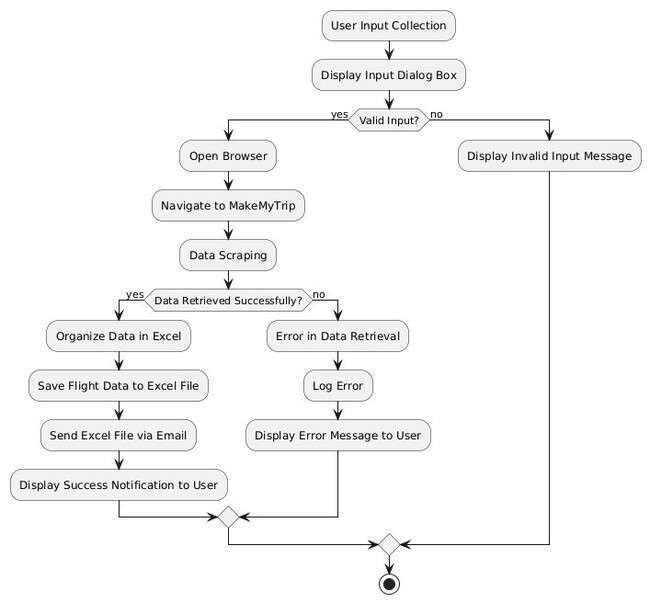 User Input Collection
Display Input Dialog Box
yes
Valid Input?
no
Open Browser
Display Invalid Input Message
Navigate to MakeMyTrip
Data Scraping
yes
Data Retrieved Successfully?
no
Organize Data in Excel
Error in Data Retrieval
Save Flight Data to Excel File
Log Error
Send Excel File via Email
Display Error Message to User
Display Success Notification to User